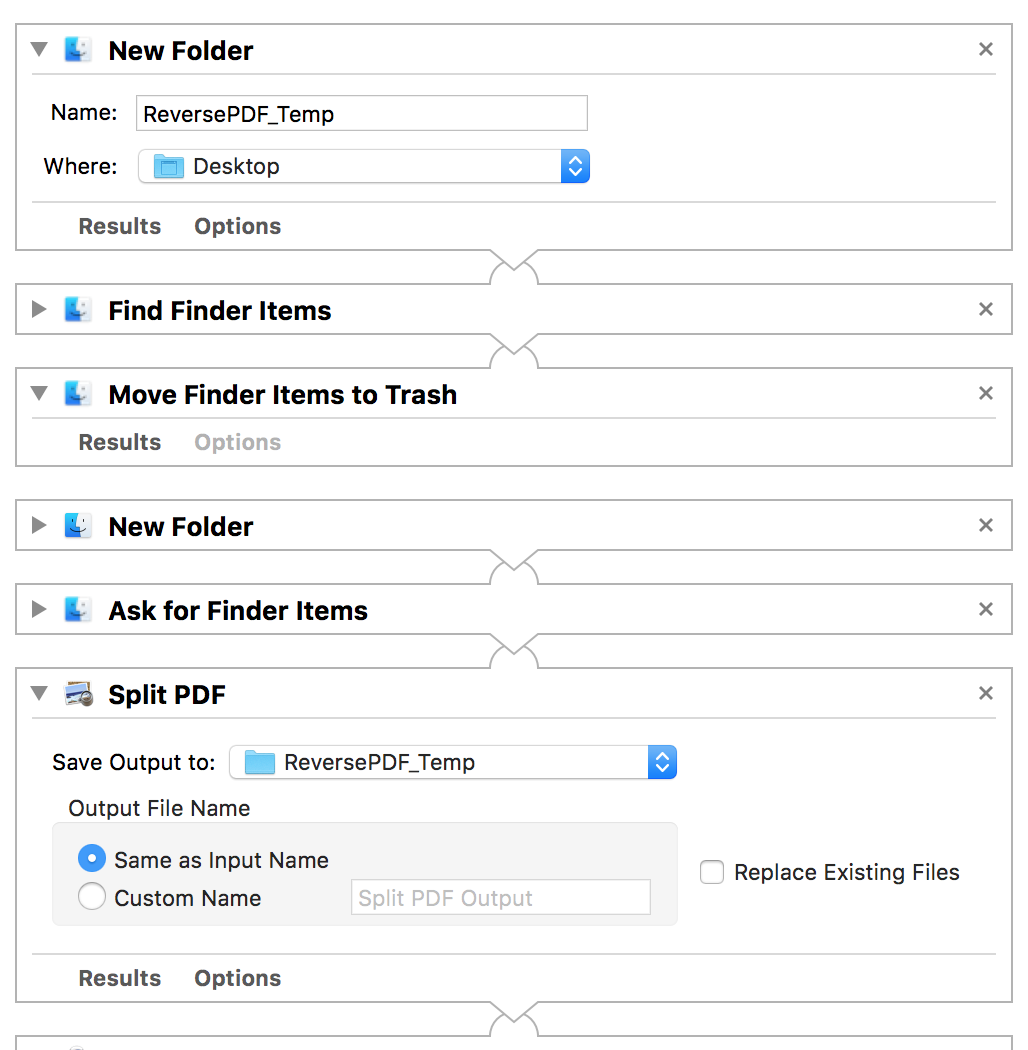 New Folder
Name: ReversePDF_Temp
Where: Desktop
Results Options
Find Finder Items
Move Finder Items to Trash
Results Options
New Folder
Ask for Finder Items
Split PDF
Save Output to: ReversePDF_Temp
Output File Name
Same as Input Name
Replace Existing Files
Custom Name Split PDF Output
Results Options